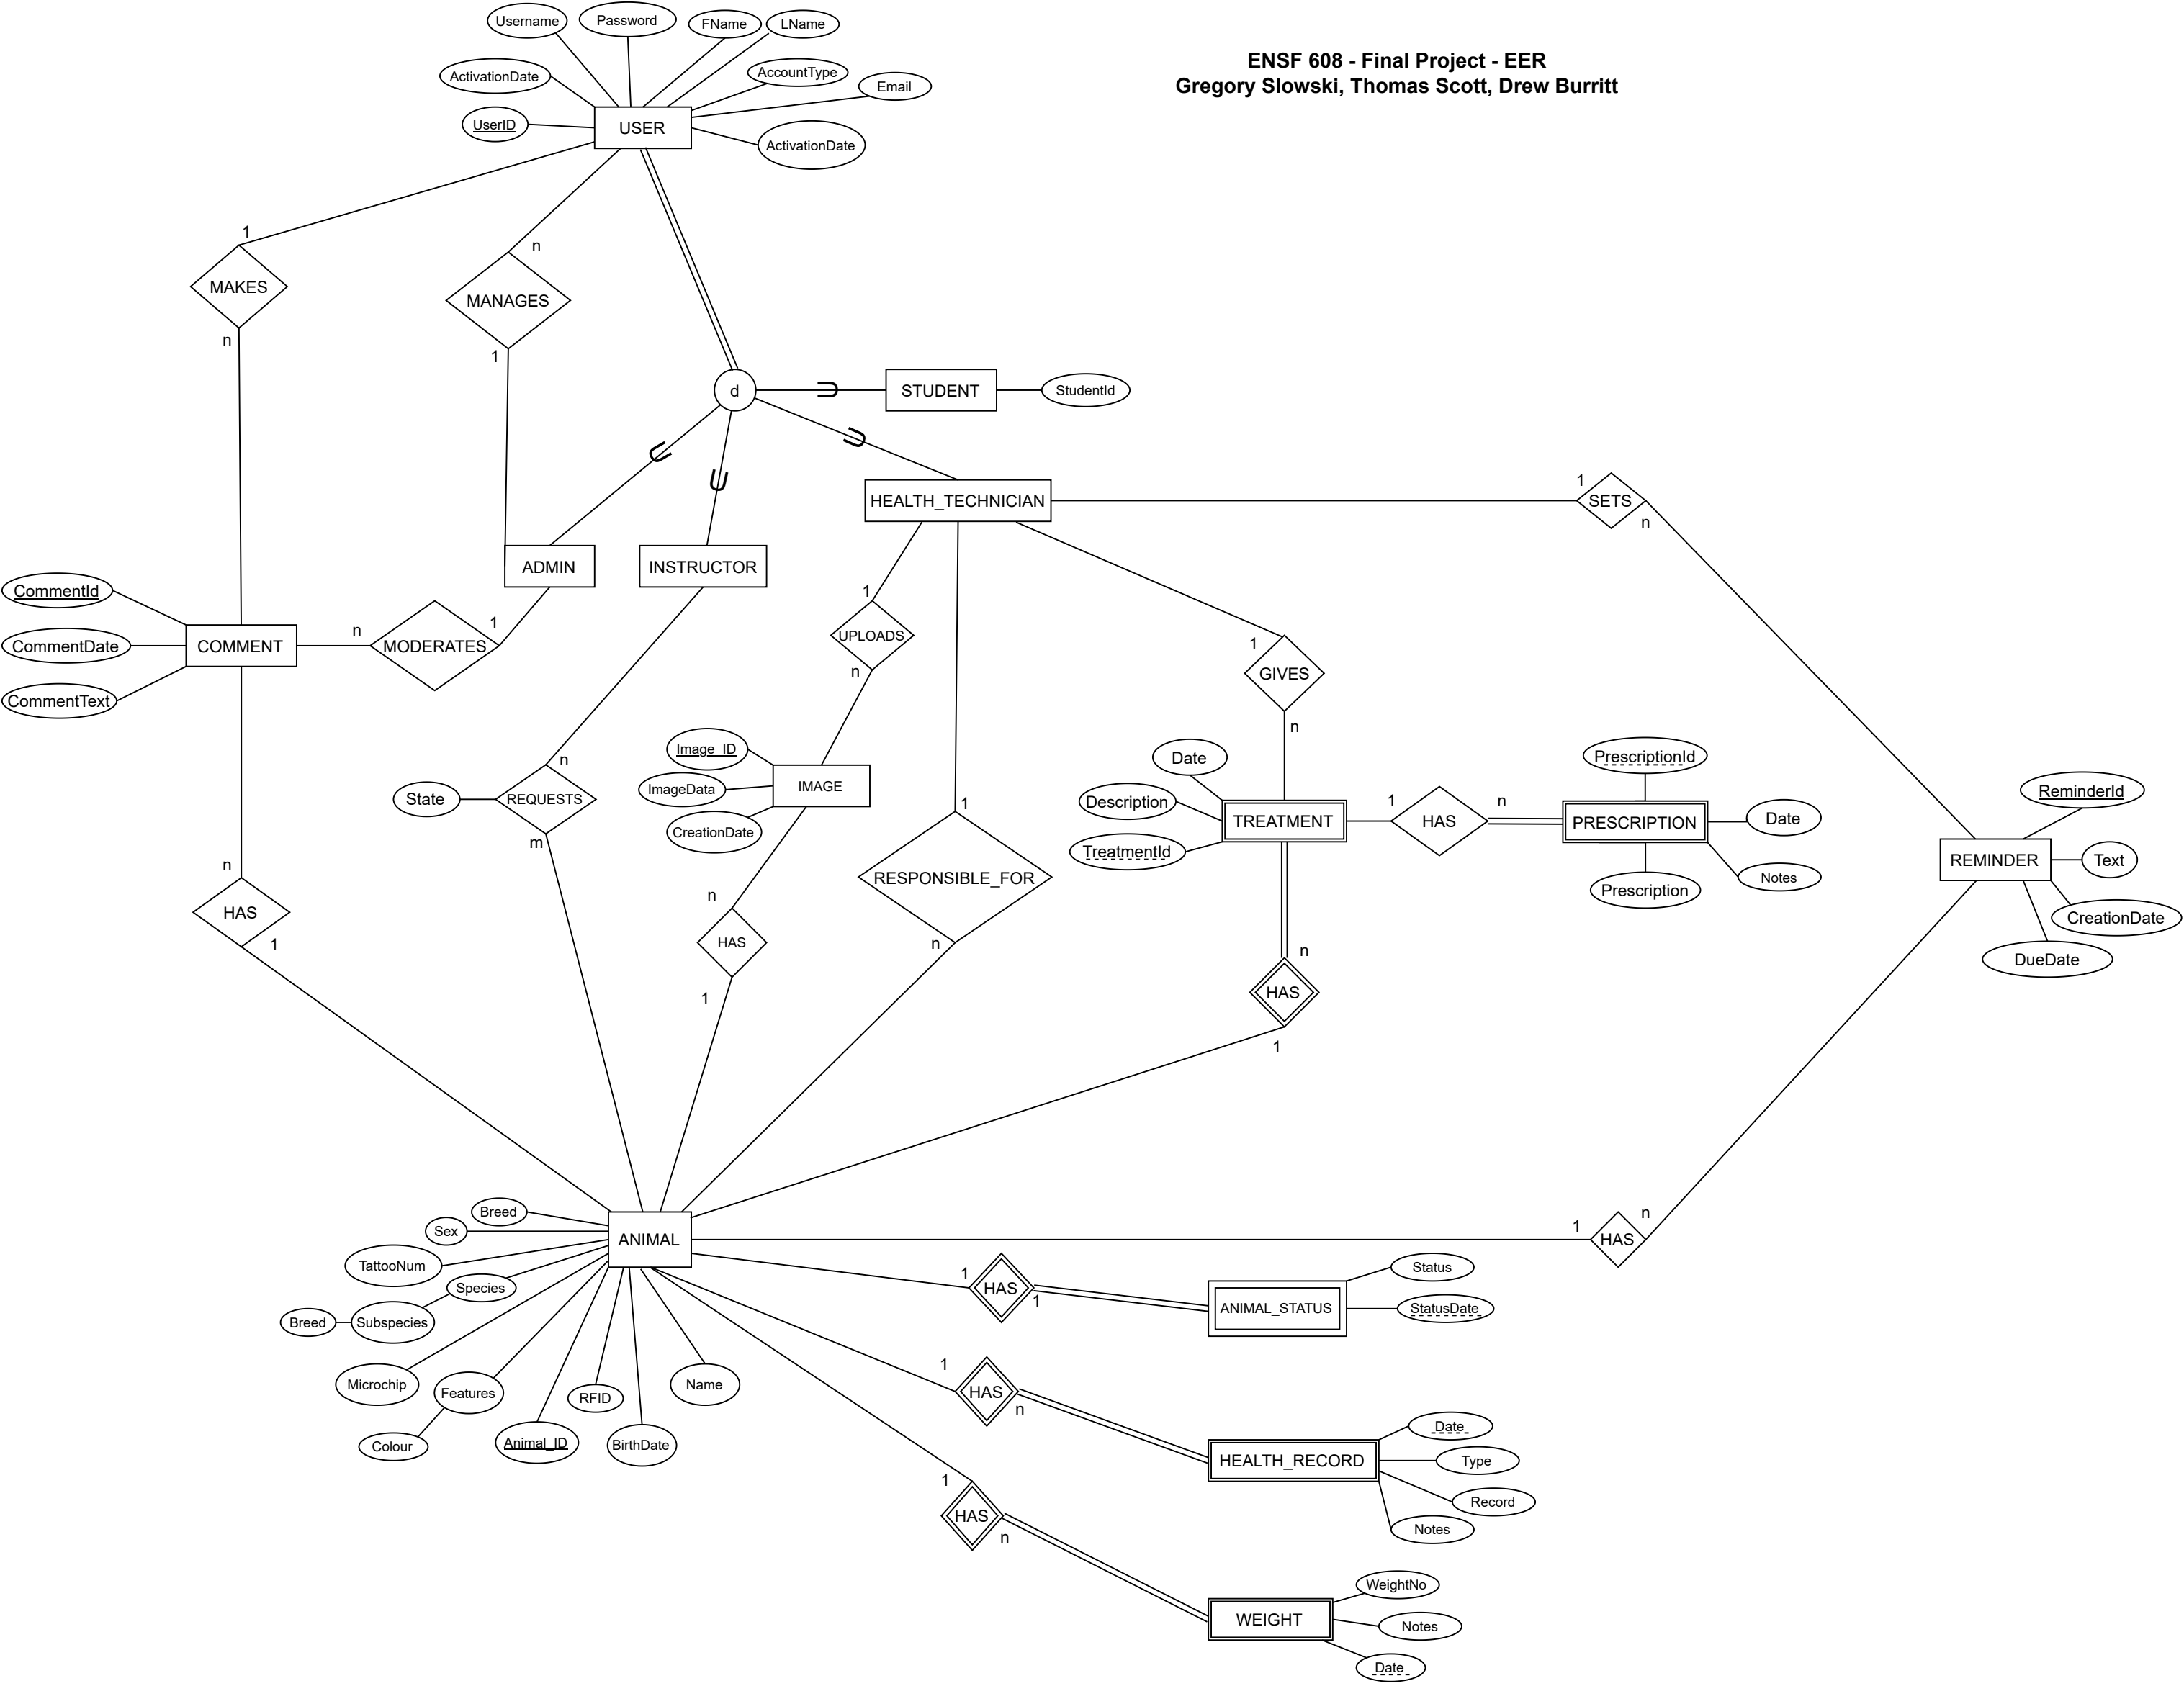 ENSF 608 - Final Project - EER
Gregory Slowski, Thomas Scott, Drew Burritt
Username
Password
FName
LName
ActivationDate
AccountType
Email
UserID
USER
ActivationDate
1
n
MAKES
MANAGES
n
1
d
STUDENT
StudentId
HEALTH_TECHNICIAN
1
SETS
n
ADMIN
INSTRUCTOR
CommentId
CommentDate
CommentText
COMMENT
n
MODERATES
1
1
UPLOADS
n
1
GIVES
n
Image_ID
ImageData
CreationDate
IMAGE
State
n
REQUESTS
m
Date
Description
TreatmentId
TREATMENT
1
HAS
n
PrescriptionId
PRESCRIPTION
Date
Prescription
Notes
ReminderId
REMINDER
Text
CreationDate
DueDate
1
RESPONSIBLE_FOR
n
n
HAS
1
n
HAS
1
n
HAS
1
Breed
Sex
TattooNum
Species
Breed
Subspecies
Microchip
Features
Colour
Animal_ID
RFID
BirthDate
Name
ANIMAL
1
HAS
n
1
HAS
1
ANIMAL_STATUS
Status
StatusDate
1
HAS
n
HEALTH_RECORD
Date
Type
Record
Notes
1
HAS
n
WEIGHT
WeightNo
Notes
Date